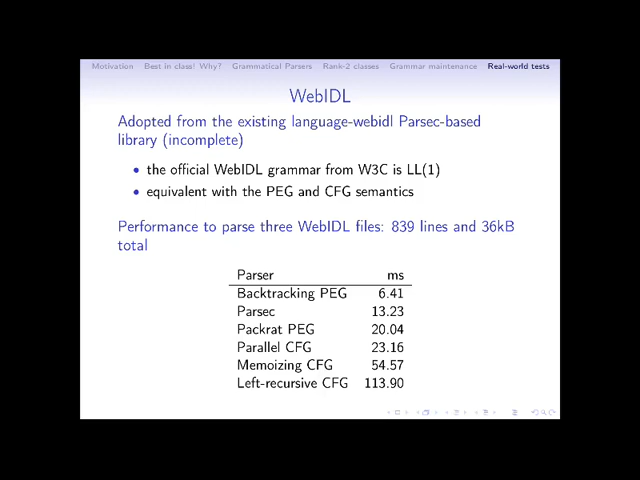 Motivation Best in class! Why? Grammatical Parsers Rank-2 classes Grammar maintenance Real-world tests
WebIDL
Adopted from the existing language-webidl Parsec-based
library (incomplete)
• the official WebIDL grammar from W3C is LL(1)
• equivalent with the PEG and CFG semantics
Performance to parse three WebIDL files: 839 lines and 36kB
total
Parser ms
Backtracking PEG 6.41
Parsec 13.23
Packrat PEG 20.04
Parallel CFG 23.16
Memoizing CFG 54.57
Left-recursive CFG 113.90